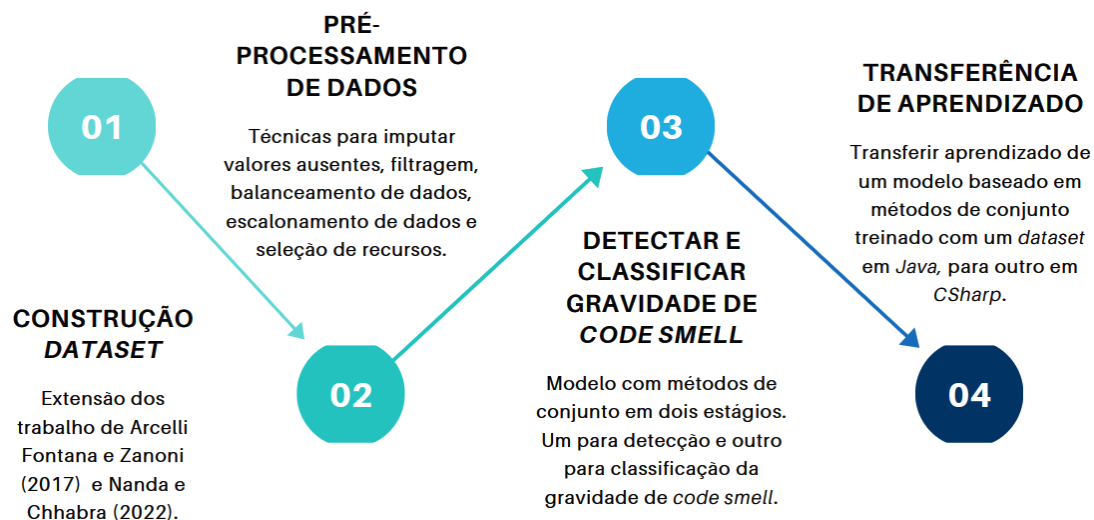 01
CONSTRUÇÃO
DATASET
Extensão dos
trabalho de Arcelli
Fontana e Zanoni
(2017) e Nanda e
Chhabra (2022).
PRÉ-
PROCESSAMENTO
DE DADOS
Técnicas para imputar
valores ausentes, filtragem,
balanceamento de dados,
escalonamento de dados e
seleção de recursos.
02
03
DETECTAR E
CLASSIFICAR
GRAVIDADE DE
CODE SMELL
Modelo com métodos de
conjunto em dois estágios.
Um para detecção e outro
para classificação da
gravidade de code smell.
TRANSFERÊNCIA
DE APRENDIZADO
Transferir aprendizado de
um modelo baseado em
métodos de conjunto
treinado com um dataset
em Java, para outro em
CSharp.
04